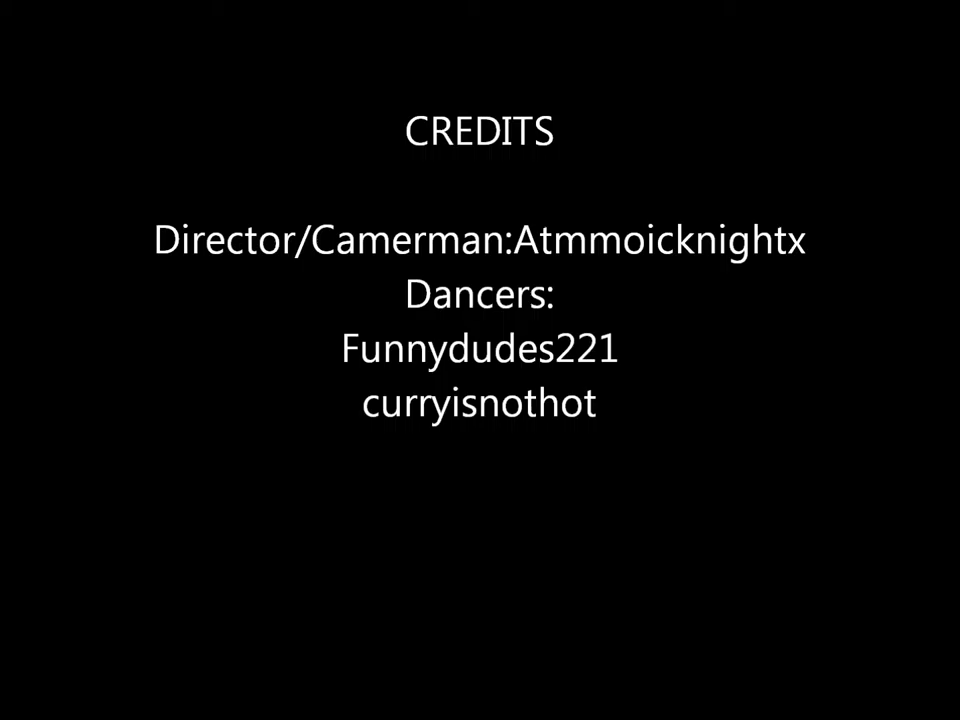 CREDITS
Director/Camerman:Atmmoicknightx
Dancers:
Funnydudes221
curryisnothot